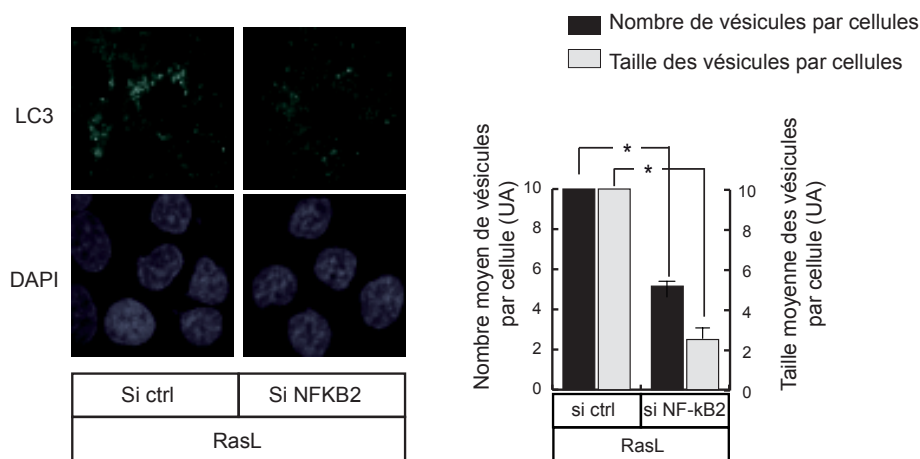 LC3
DAPI
Si ctrl
Si NFKB2
RasL
Nombre de vésicules par cellules
Taille des vésicules par cellules
Nombre moyen de vésicules
par cellule (UA)
10
8
6
4
2
0
*
*
10
8
6
4
2
0
Taille moyenne des vésicules
par cellule (UA)
si ctrl
si NF-kB2
RasL